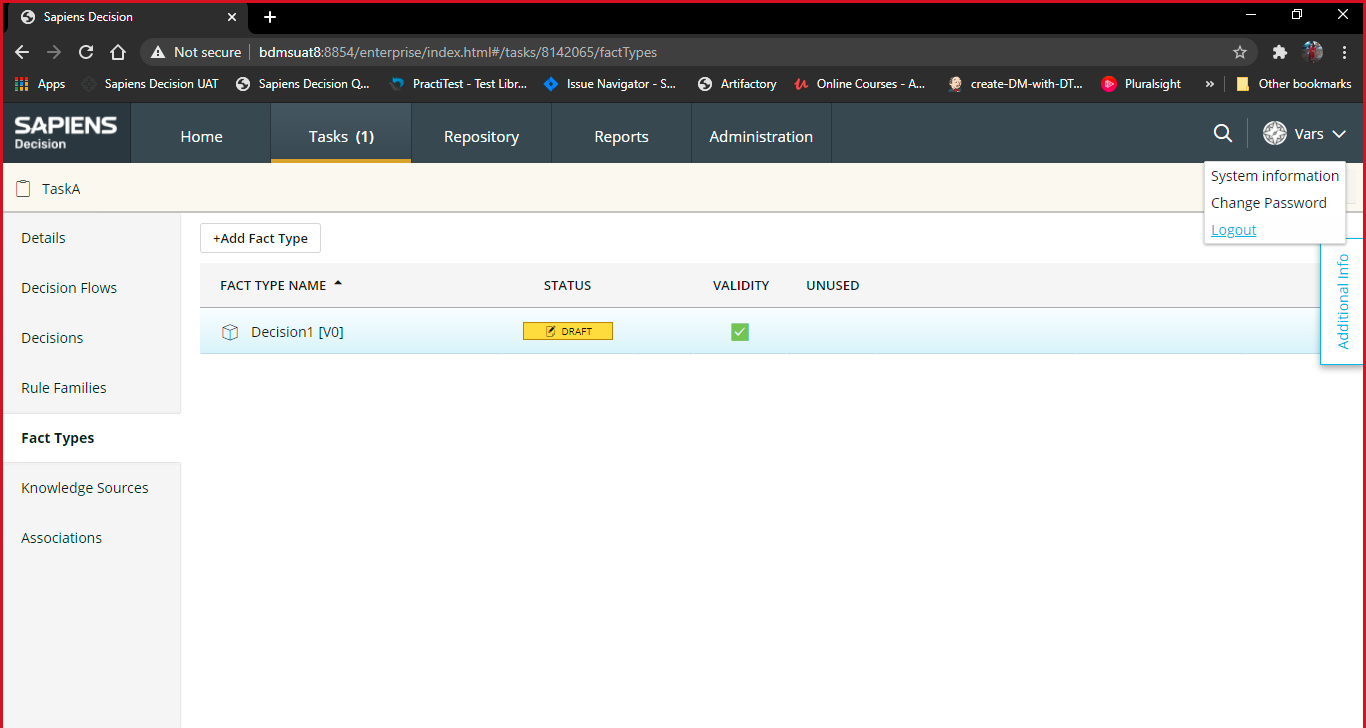 Sapiens Decision
Not secure bdmsuat8:8854/enterprise/index.html#/tasks/8142065/factTypes
Apps Sapiens Decision UAT Sapiens Decision Q... PractiTest - Test Libr... Issue Navigator - S... Artifactory Online Courses - A... create-DM-with-DT... Pluralsight » Other bookmarks
SAPIENS
Decision
Home Tasks (1) Repository Reports Administration Vars
TaskA
System information
Change Password
Logout
Details
Decision Flows
Decisions
Rule Families
Fact Types
Knowledge Sources
Associations
+Add Fact Type
FACT TYPE NAME STATUS VALIDITY UNUSED
Decision1 [V0] DRAFT
Additional Info